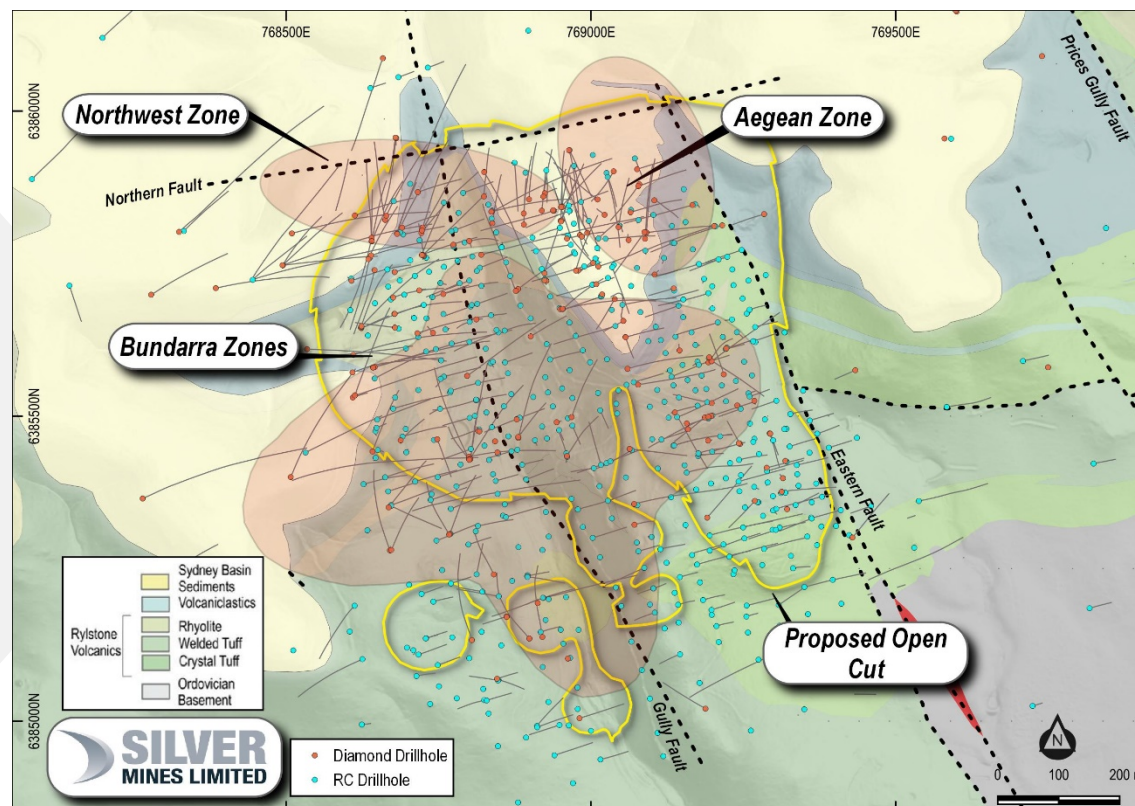 768500E
769000E
769500E
6386000N
6385500N
6385000N
Northwest Zone
Aegean Zone
Prices Gully Fault
Northern Fault
Bundarra Zones
Eastern Fault
Proposed Open
Cut
Gully Fault
Sydney Basin
Sediments
Volcaniclastics
Rylstone
Volcanics
Rhyolite
Welded Tuff
Crystal Tuff
Ordovician
Basement
SILVER
MINES LIMITED
Diamond Drillhole
RC Drillhole
N
0 100 200 m